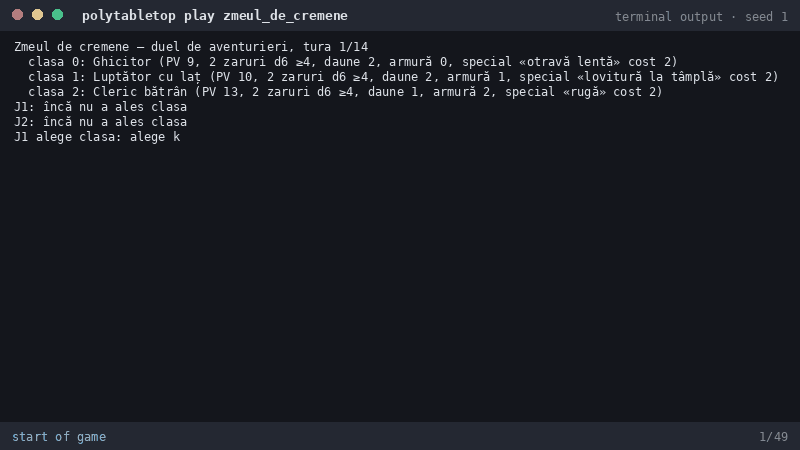 polytabletop play zmeul_de_cremene
terminal output · seed 1
Zmeul de cremene — duel de aventurieri, tura 1/14
clasa 0: Ghicitor (PV 9, 2 zaruri d6 ≥4, daune 2, armură 0, special «otravă lentă» cost 2)
clasa 1: Luptător cu laț (PV 10, 2 zaruri d6 ≥4, daune 2, armură 1, special «lovitură la tâmplă» cost 2)
clasa 2: Cleric bătrân (PV 13, 2 zaruri d6 ≥4, daune 1, armură 2, special «rugă» cost 2)
J1: încă nu a ales clasa
J2: încă nu a ales clasa
J1 alege clasa: alege k
start of game
1/49